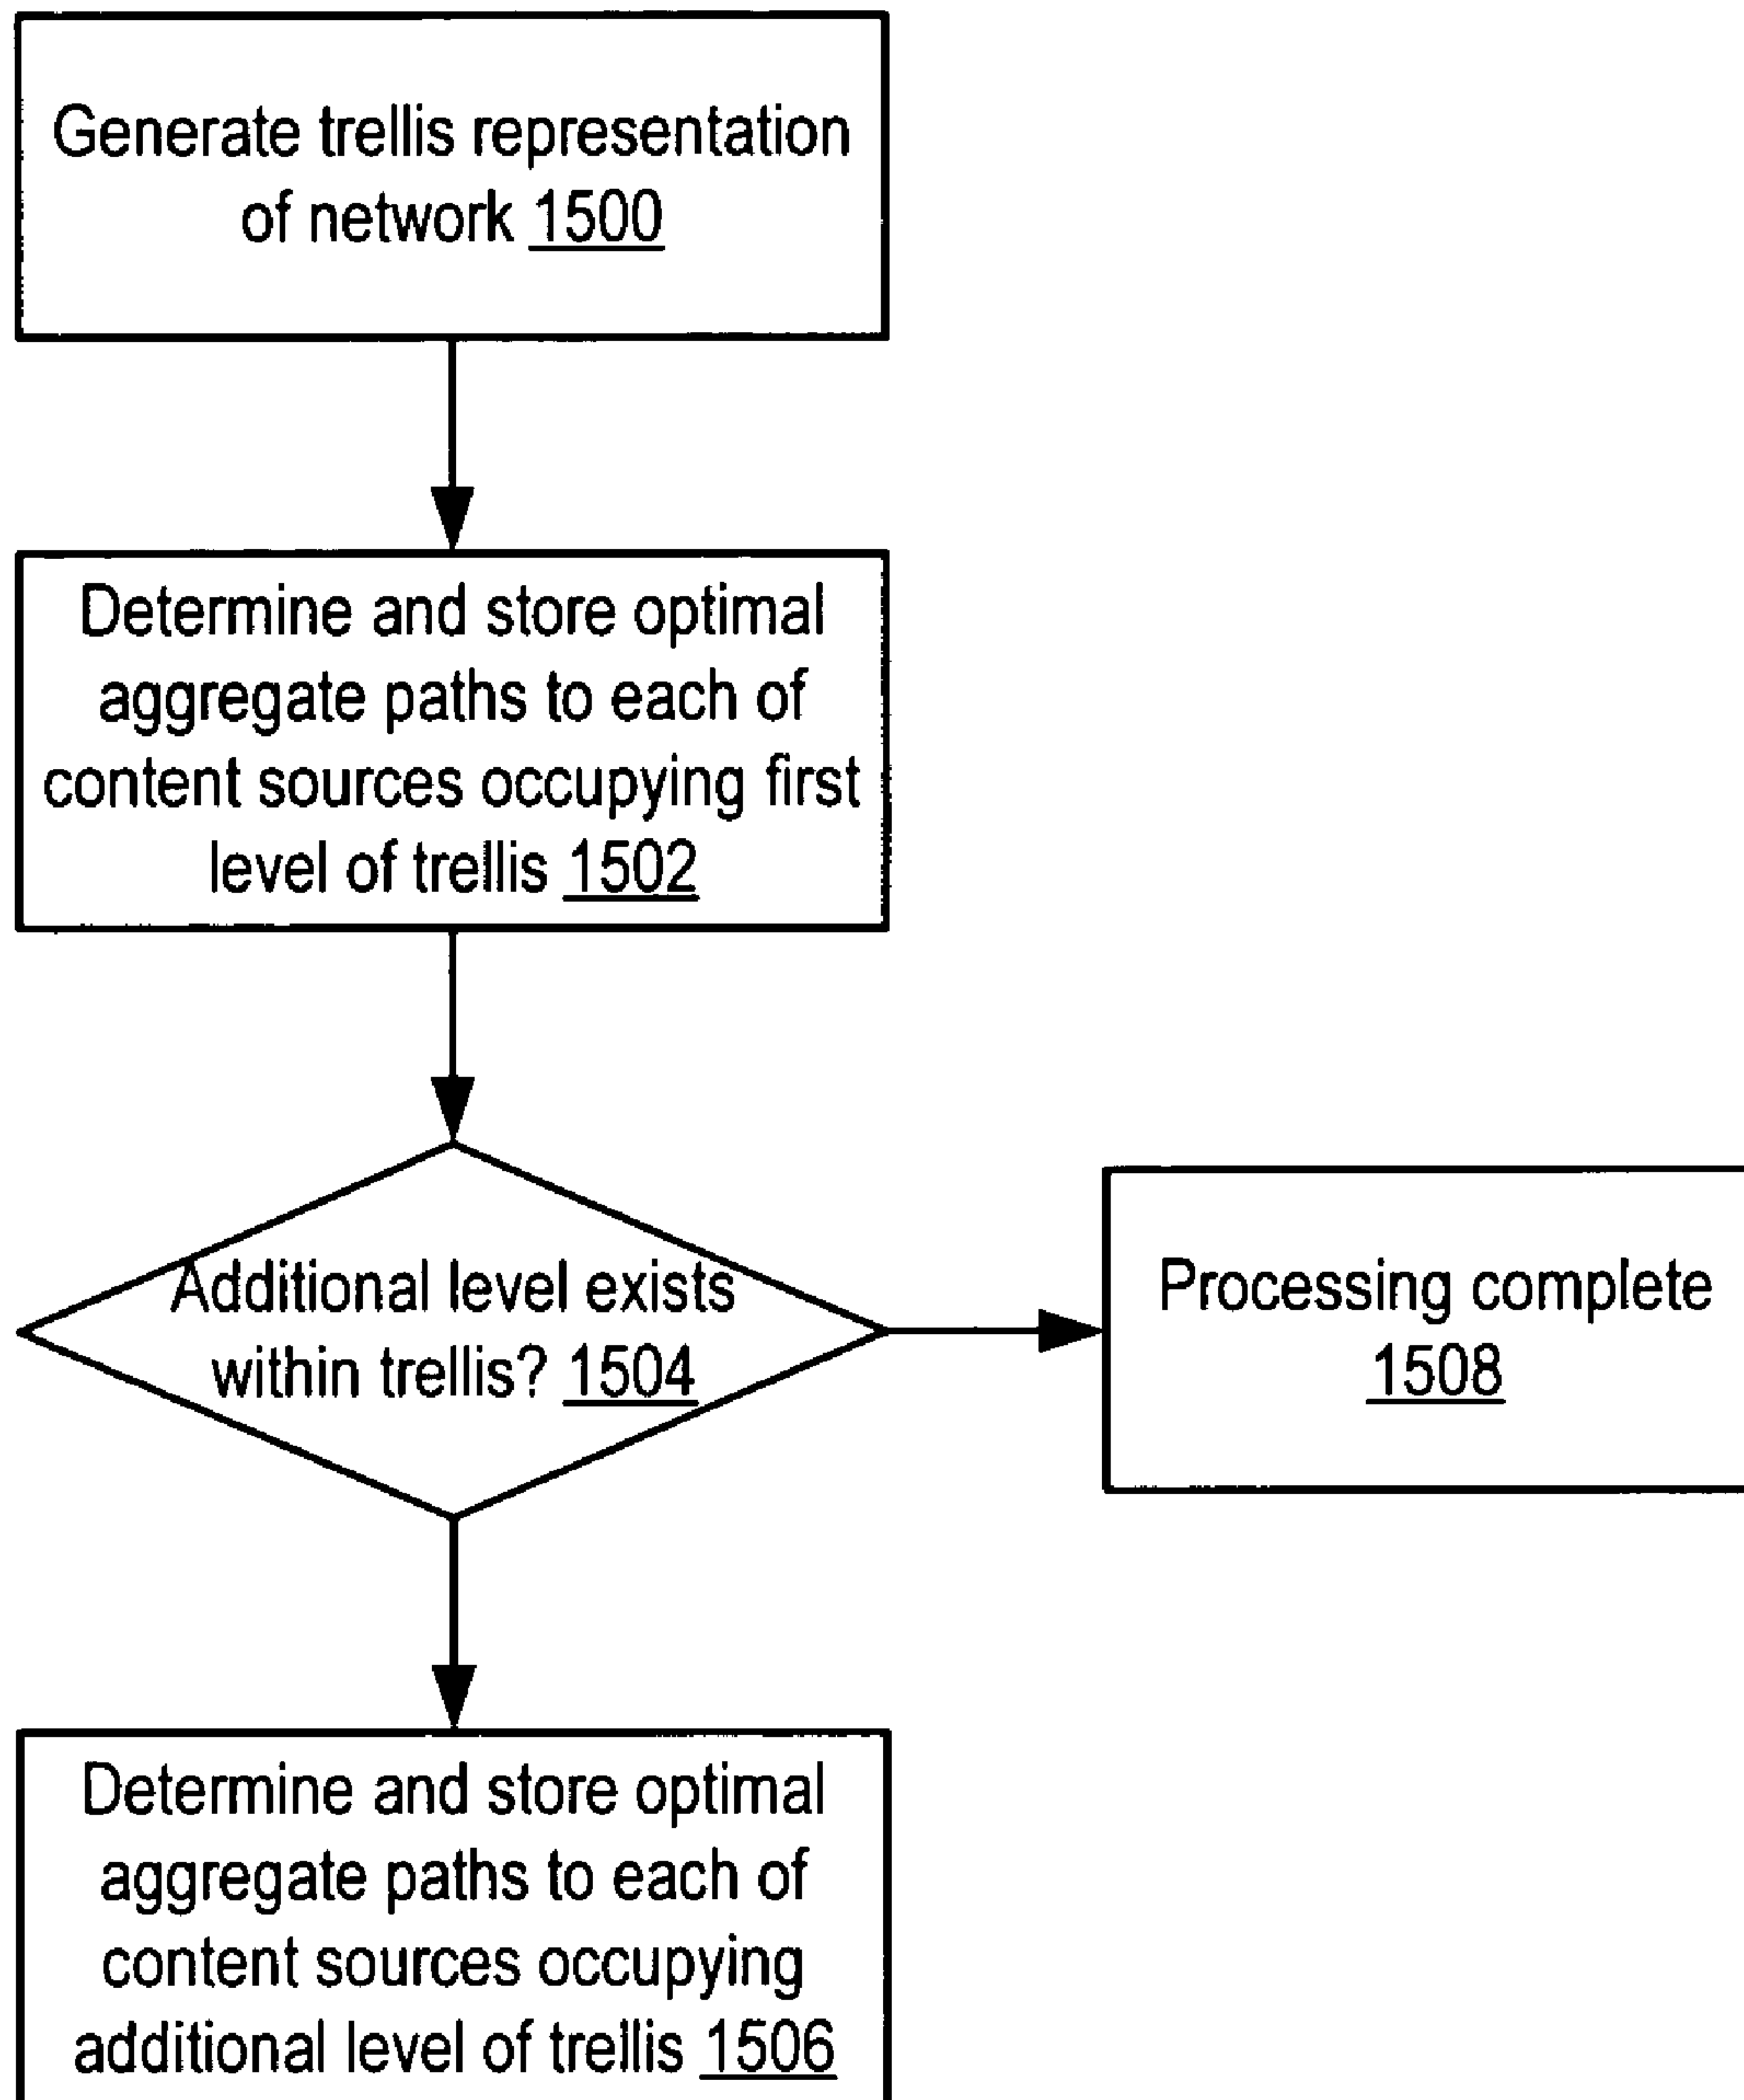 Generate trellis representation
of network 1500
Determine and store optimal
aggregate paths to each of
content sources occupying first
level of trellis 1502
Additional level exists
within trellis? 1504
Processing complete
1508
Determine and store optimal
aggregate paths to each of
content sources occupying
additional level of trellis 1506